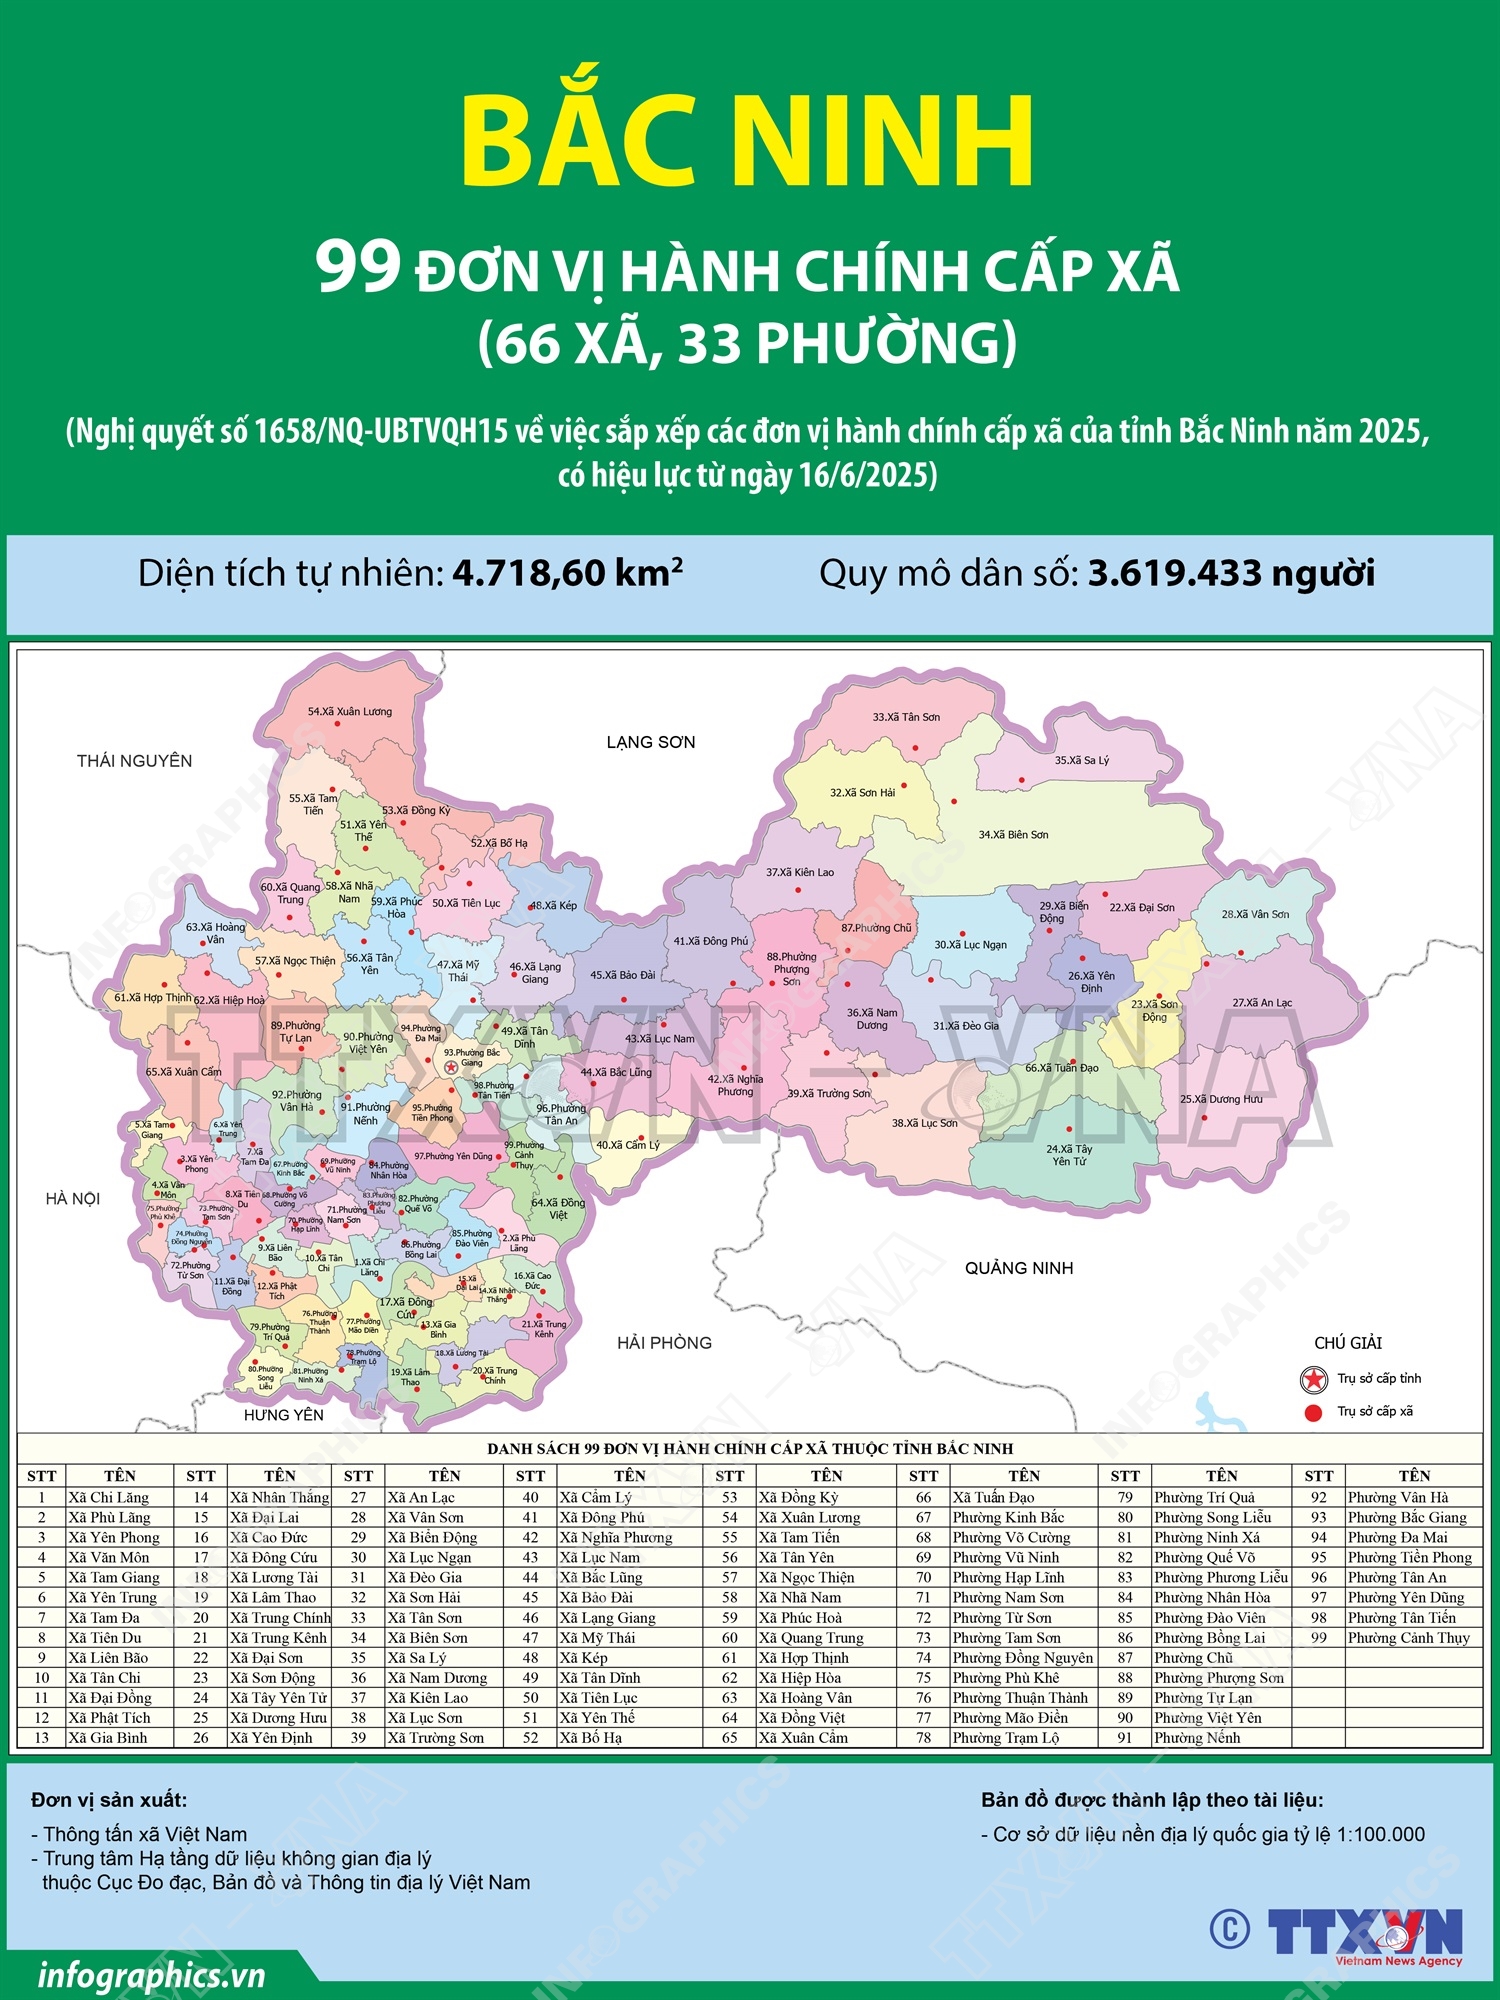 BẮC NINH
99 ĐƠN VỊ HÀNH CHÍNH CẤP XÃ
(66 XÃ, 33 PHƯỜNG)
(Nghị quyết số 1658/NQ-UBTVQH15 về việc sắp xếp các đơn vị hành chính cấp xã của tỉnh Bắc Ninh năm 2025,
có hiệu lực từ ngày 16/6/2025)
Diện tích tự nhiên: 4.718,60 km² Quy mô dân số: 3.619.433 người
THÁI NGUYÊN
LẠNG SƠN
HÀ NỘI
HƯNG YÊN
HẢI PHÒNG
QUẢNG NINH
54.Xã Xuân Lương
55.Xã Tam
Tiến
53.Xã Đồng Kỳ
51.Xã Yên
Thế
52.Xã Bố Hạ
60.Xã Quang
Trung
58.Xã Nhã
Nam
59.Xã Phúc
Hòa
50.Xã Tiên Lục
48.Xã Kép
63.Xã Hoàng
Vân
57.Xã Ngọc Thiện
56.Xã Tân
Yên
47.Xã Mỹ
Thái
46.Xã Lạng
Giang
45.Xã Bảo Đài
41.Xã Đông Phú
61.Xã Hợp Thịnh
62.Xã Hiệp Hoà
89.Phường
Tự Lạn
90.Phường
Việt Yên
94.Phường
Đa Mai
93.Phường Bắc
Giang
49.Xã Tân
Dĩnh
43.Xã Lục Nam
65.Xã Xuân Cẩm
92.Phường
Vân Hà
91.Phường
Nềnh
95.Phường
Tiền Phong
98.Phường
Tân Tiến
96.Phường
Tân An
44.Xã Bắc Lũng
42.Xã Nghĩa
Phương
40.Xã Cẩm Lý
33.Xã Tân Sơn
35.Xã Sa Lý
32.Xã Sơn Hải
34.Xã Biên Sơn
37.Xã Kiên Lao
87.Phường Chũ
88.Phường
Phượng
Sơn
30.Xã Lục Ngạn
29.Xã Biển
Động
22.Xã Đại Sơn
28.Xã Vân Sơn
26.Xã Yên
Định
23.Xã Sơn
Động
27.Xã An Lạc
36.Xã Nam
Dương
31.Xã Đèo Gia
39.Xã Trường Sơn
66.Xã Tuấn Đạo
38.Xã Lục Sơn
24.Xã Tây
Yên Tử
25.Xã Dương Hưu
5.Xã Tam
Giang
6.Xã Yên
Trung
3.Xã Yên
Phong
7.Xã
Tam Đa
67.Phường
Kinh Bắc
69.Phường
Vũ Ninh
84.Phường
Nhân Hòa
97.Phường Yên Dũng
99.Phường
Cảnh
Thụy
4.Xã Văn
Môn
8.Xã Tiên
Du
68.Phường Võ
Cường
83.Phường
Phương
Liễu
82.Phường
Quế Võ
64.Xã Đồng
Việt
75.Phường
Phù Khê
73.Phường
Tam Sơn
70.Phường
Hạp Lĩnh
71.Phường
Nam Sơn
74.Phường
Đồng Nguyên
9.Xã Liên
Bão
10.Xã Tân
Chi
86.Phường
Bồng Lai
85.Phường
Đào Viên
2.Xã Phù
Lãng
72.Phường
Từ Sơn
11.Xã Đại
Đồng
12.Xã Phật
Tích
1.Xã Chi
Lăng
15.Xã
Đại Lai
14.Xã Nhân
Thắng
16.Xã Cao
Đức
17.Xã Đông
Cứu
76.Phường
Thuận
Thành
77.Phường
Mão Điền
13.Xã Gia
Bình
21.Xã Trung
Kênh
79.Phường
Trí Quả
78.Phường
Trạm Lộ
18.Xã Lương Tài
80.Phường
Song
Liễu
81.Phường
Ninh Xá
19.Xã Lâm
Thao
20.Xã Trung
Chính
CHÚ GIẢI
Trụ sở cấp tỉnh
Trụ sở cấp xã
TTXVN – VNA
DANH SÁCH 99 ĐƠN VỊ HÀNH CHÍNH CẤP XÃ THUỘC TỈNH BẮC NINH
STT TÊN STT TÊN STT TÊN STT TÊN STT TÊN STT TÊN STT TÊN STT TÊN
1 Xã Chi Lăng 14 Xã Nhân Thắng 27 Xã An Lạc 40 Xã Cẩm Lý 53 Xã Đồng Kỳ 66 Xã Tuấn Đạo 79 Phường Trí Quả 92 Phường Vân Hà
2 Xã Phù Lãng 15 Xã Đại Lai 28 Xã Vân Sơn 41 Xã Đông Phú 54 Xã Xuân Lương 67 Phường Kinh Bắc 80 Phường Song Liễu 93 Phường Bắc Giang
3 Xã Yên Phong 16 Xã Cao Đức 29 Xã Biển Động 42 Xã Nghĩa Phương 55 Xã Tam Tiến 68 Phường Võ Cường 81 Phường Ninh Xá 94 Phường Đa Mai
4 Xã Văn Môn 17 Xã Đông Cứu 30 Xã Lục Ngạn 43 Xã Lục Nam 56 Xã Tân Yên 69 Phường Vũ Ninh 82 Phường Quế Võ 95 Phường Tiền Phong
5 Xã Tam Giang 18 Xã Lương Tài 31 Xã Đèo Gia 44 Xã Bắc Lũng 57 Xã Ngọc Thiện 70 Phường Hạp Lĩnh 83 Phường Phương Liễu 96 Phường Tân An
6 Xã Yên Trung 19 Xã Lâm Thao 32 Xã Sơn Hải 45 Xã Bảo Đài 58 Xã Nhã Nam 71 Phường Nam Sơn 84 Phường Nhân Hòa 97 Phường Yên Dũng
7 Xã Tam Đa 20 Xã Trung Chính 33 Xã Tân Sơn 46 Xã Lạng Giang 59 Xã Phúc Hoà 72 Phường Từ Sơn 85 Phường Đào Viên 98 Phường Tân Tiến
8 Xã Tiên Du 21 Xã Trung Kênh 34 Xã Biên Sơn 47 Xã Mỹ Thái 60 Xã Quang Trung 73 Phường Tam Sơn 86 Phường Bồng Lai 99 Phường Cảnh Thụy
9 Xã Liên Bão 22 Xã Đại Sơn 35 Xã Sa Lý 48 Xã Kép 61 Xã Hợp Thịnh 74 Phường Đồng Nguyên 87 Phường Chũ
10 Xã Tân Chi 23 Xã Sơn Động 36 Xã Nam Dương 49 Xã Tân Dĩnh 62 Xã Hiệp Hòa 75 Phường Phù Khê 88 Phường Phượng Sơn
11 Xã Đại Đồng 24 Xã Tây Yên Tử 37 Xã Kiên Lao 50 Xã Tiên Lục 63 Xã Hoàng Vân 76 Phường Thuận Thành 89 Phường Tự Lạn
12 Xã Phật Tích 25 Xã Dương Hưu 38 Xã Lục Sơn 51 Xã Yên Thế 64 Xã Đồng Việt 77 Phường Mão Điền 90 Phường Việt Yên
13 Xã Gia Bình 26 Xã Yên Định 39 Xã Trường Sơn 52 Xã Bố Hạ 65 Xã Xuân Cẩm 78 Phường Trạm Lộ 91 Phường Nếnh
Đơn vị sản xuất:
- Thông tấn xã Việt Nam
- Trung tâm Hạ tầng dữ liệu không gian địa lý
thuộc Cục Đo đạc, Bản đồ và Thông tin địa lý Việt Nam
Bản đồ được thành lập theo tài liệu:
- Cơ sở dữ liệu nền địa lý quốc gia tỷ lệ 1:100.000
© TTXVN
Vietnam News Agency
infographics.vn